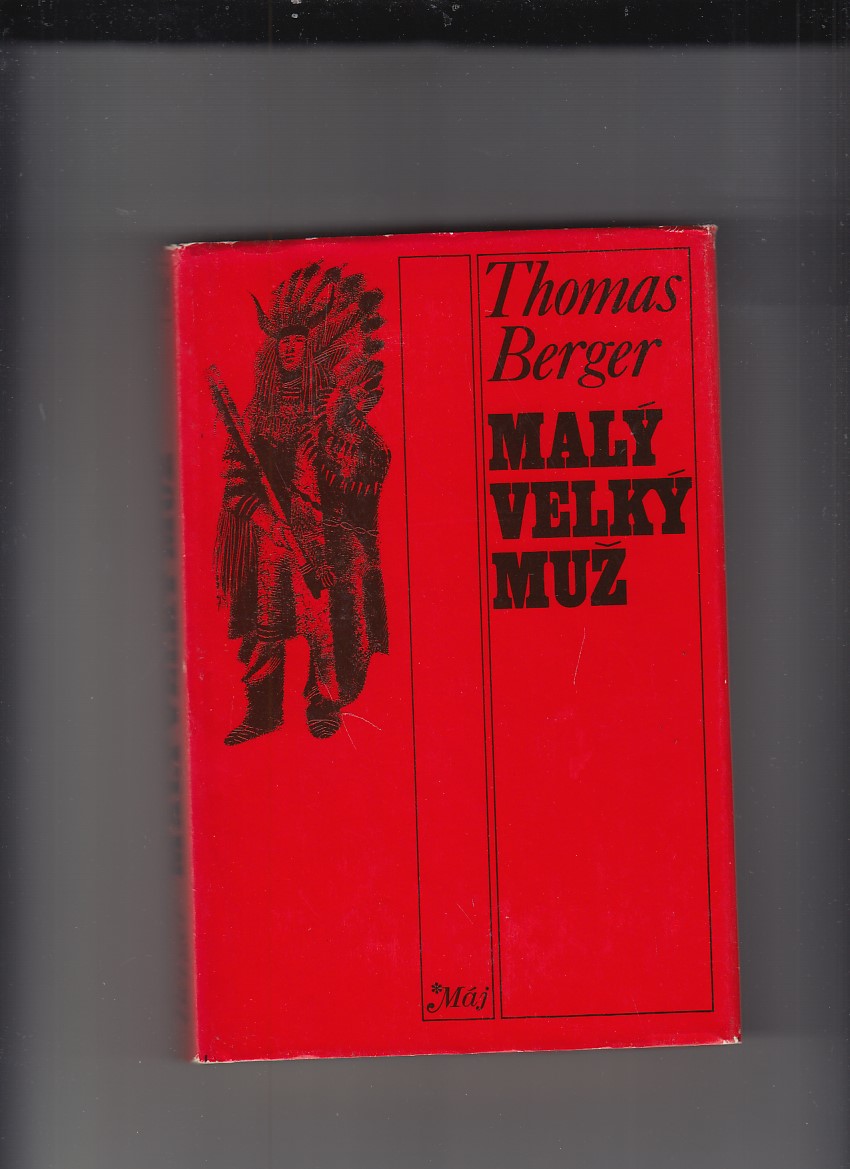 Thomas
Berger
MALÝ
VELKÝ
MUŽ
*Máj